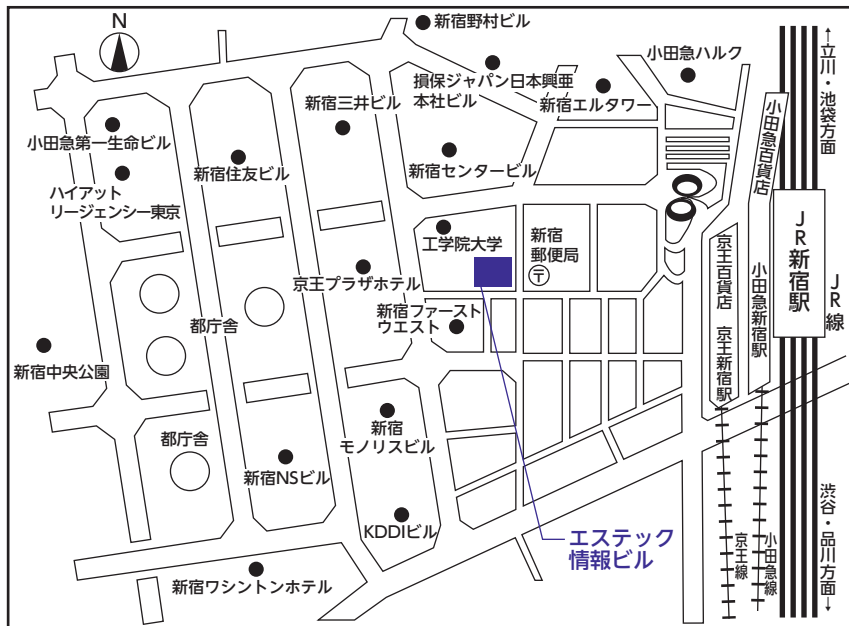 N
新宿野村ビル
小田急ハルク
損保ジャパン日本興亜
本社ビル
新宿エルタワー
新宿三井ビル
小田急第一生命ビル
新宿住友ビル
新宿センタービル
ハイアット
リージェンシー東京
工学院大学
新宿
郵便局
〒
京王プラザホテル
新宿ファースト
ウエスト
都庁舎
新宿中央公園
新宿
モノリスビル
都庁舎
新宿NSビル
KDDIビル
エステック
情報ビル
新宿ワシントンホテル
←立川・池袋方面
小田急百貨店
JR新宿駅
JR線
京王百貨店 京王新宿駅
小田急新宿駅
京王線
小田急線
渋谷・品川方面→